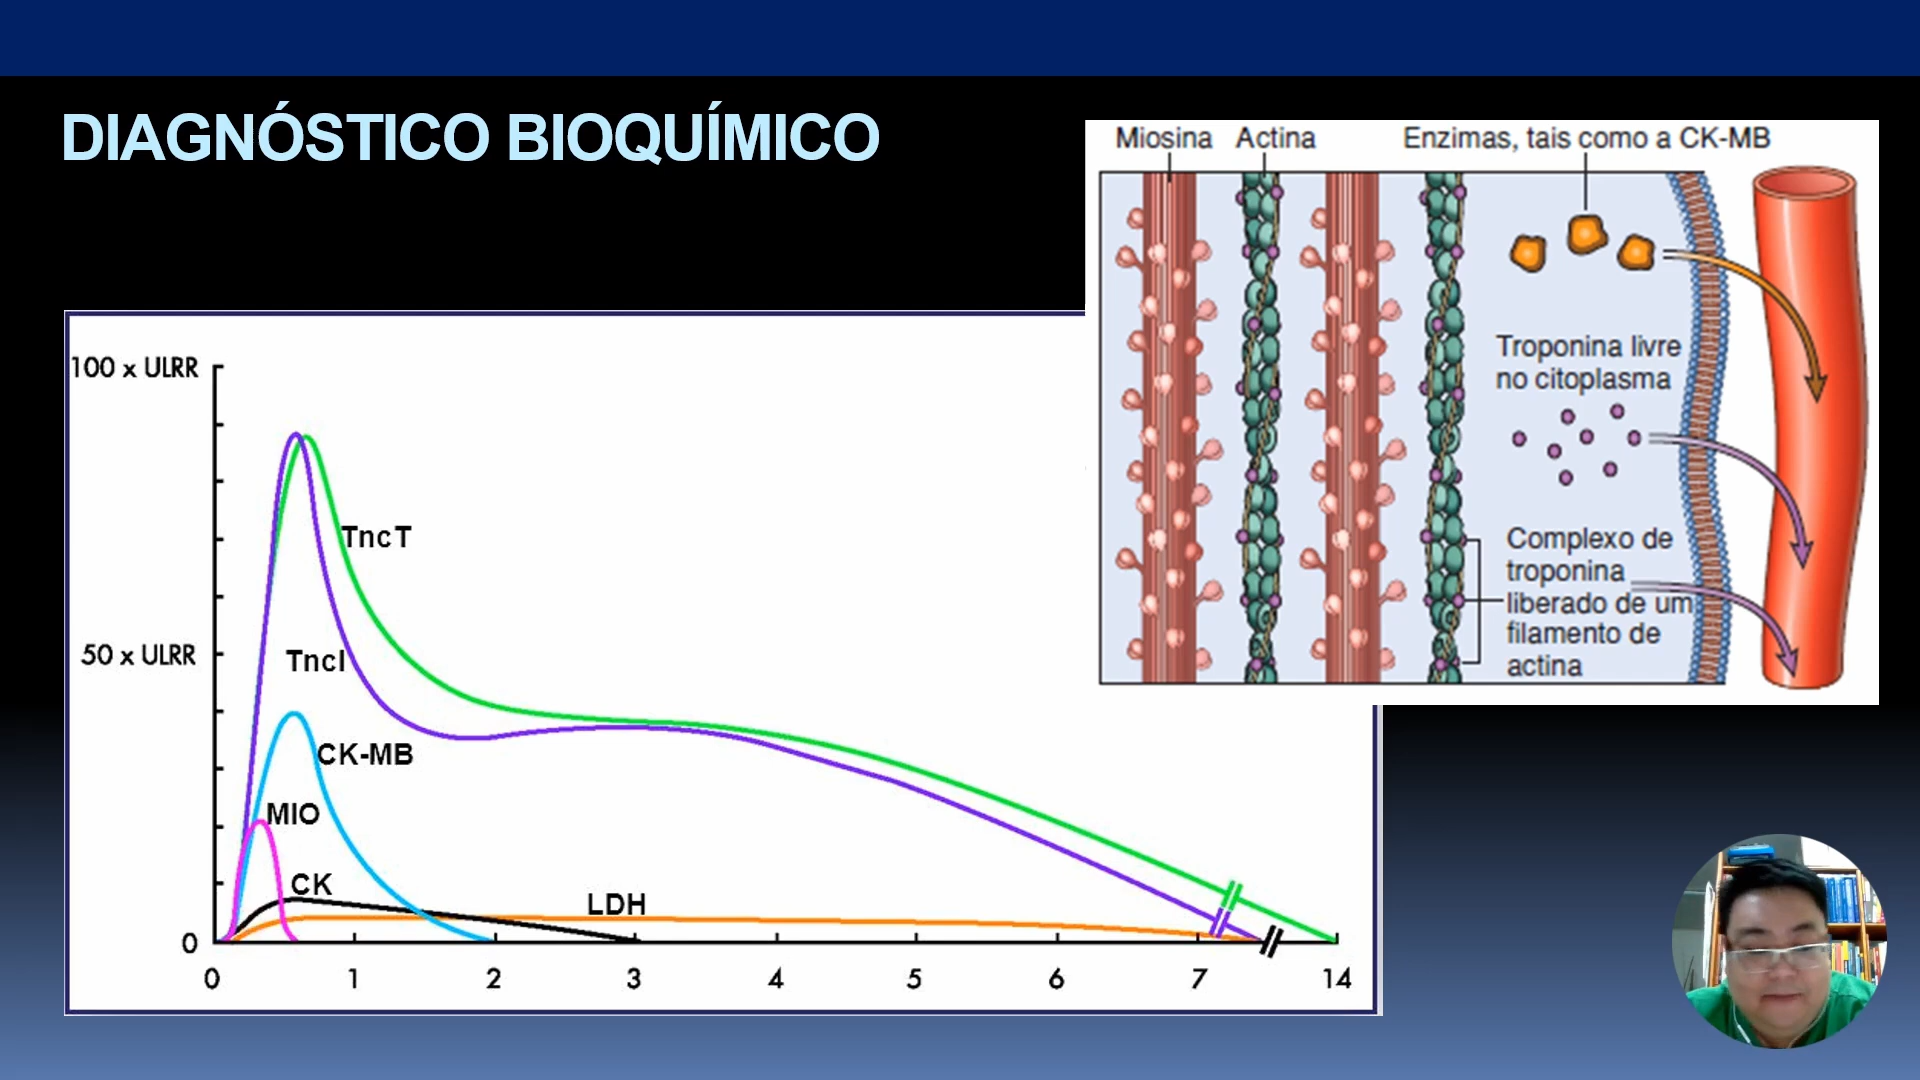 DIAGNÓSTICO BIOQUÍMICO
Miosina Actina Enzimas, tais como a CK-MB
Troponina livre
no citoplasma
Complexo de
troponina
liberado de um
filamento de
actina
100 x ULRR
50 x ULRR
0
TncT
TncI
CK-MB
MIO
CK
LDH
0 1 2 3 4 5 6 7 14